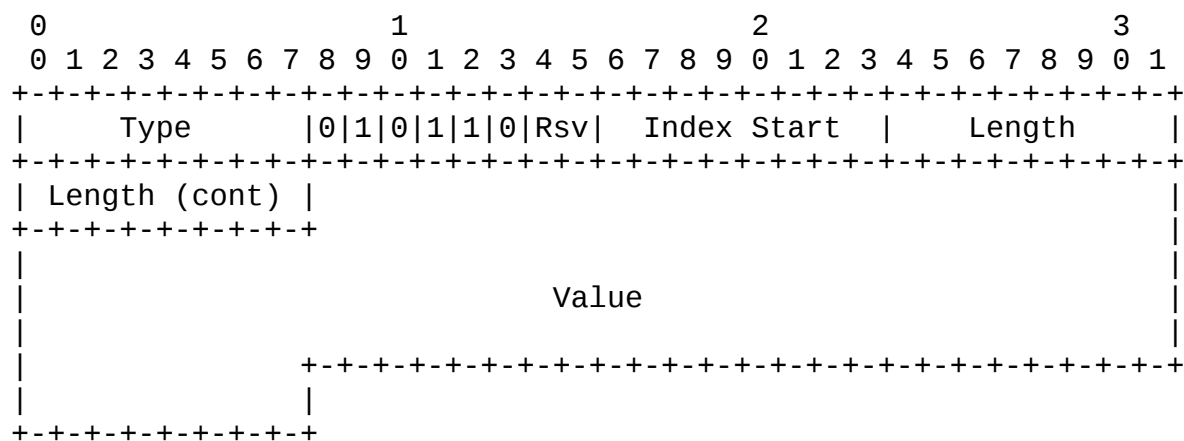 0                   1                   2                   3
 0 1 2 3 4 5 6 7 8 9 0 1 2 3 4 5 6 7 8 9 0 1 2 3 4 5 6 7 8 9 0 1
+-+-+-+-+-+-+-+-+-+-+-+-+-+-+-+-+-+-+-+-+-+-+-+-+-+-+-+-+-+-+-+-+
|     Type      |0|1|0|1|1|0|Rsv|  Index Start  |    Length     |
+-+-+-+-+-+-+-+-+-+-+-+-+-+-+-+-+-+-+-+-+-+-+-+-+-+-+-+-+-+-+-+-+
| Length (cont) |                                               |
+-+-+-+-+-+-+-+-+                                               |
|                                                               |
|                             Value                             |
|                                                               |
|               +-+-+-+-+-+-+-+-+-+-+-+-+-+-+-+-+-+-+-+-+-+-+-+-+
|               |
+-+-+-+-+-+-+-+-+